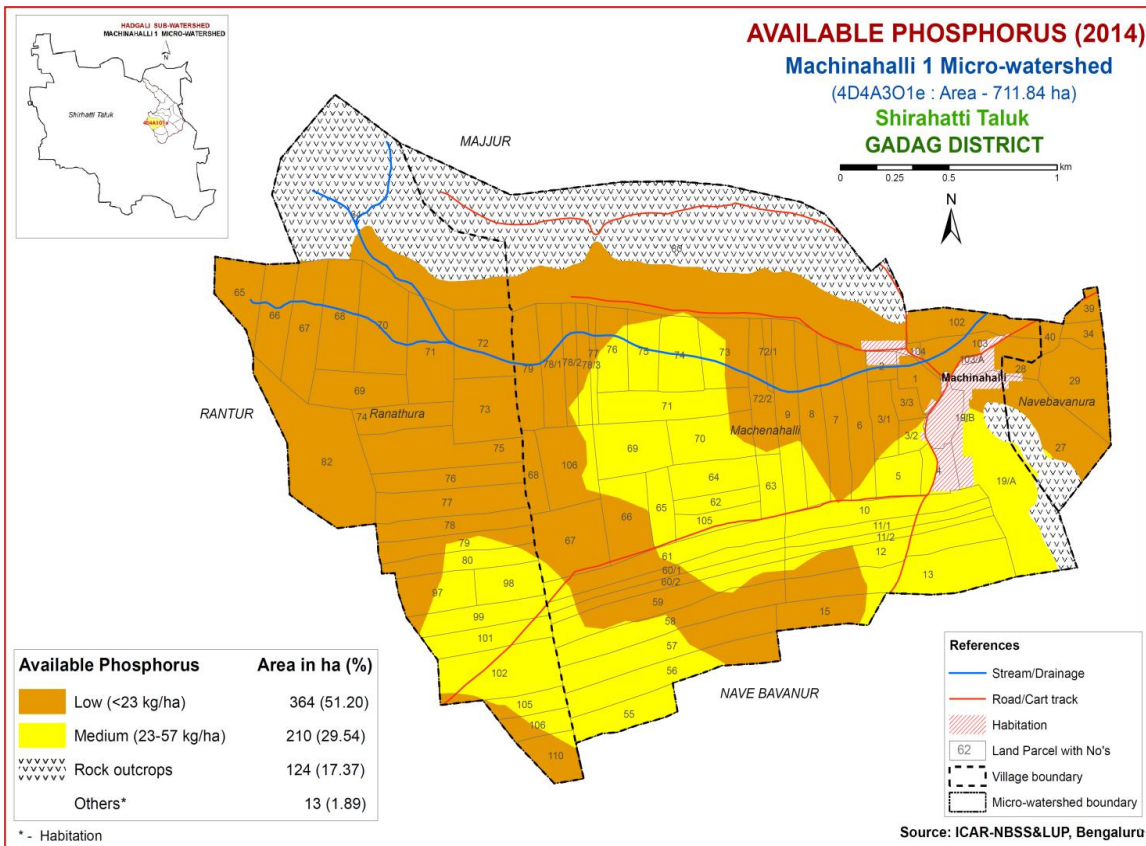 HADGALI SUB-WATERSHED
MACHINAHALLI 1 MICRO-WATERSHED
N
Shirhatti Taluk
4D4A3O1e
AVAILABLE PHOSPHORUS (2014)
Machinahalli 1 Micro-watershed
(4D4A3O1e : Area - 711.84 ha)
Shirahatti Taluk
GADAG DISTRICT
km
0 0.25 0.5 1
N
MAJJUR
RANTUR
Ranathura
Machenahalli
Machinahalli
Navebavanura
NAVE BAVANUR
65 66 67 68 70 71 72
69 74 73 75 82 76 77 78 79 80
97 98 99 101 102 105 106 110
79 78/1 78/2 77 78/3 76 75 74 73 72/1
71 72/2 9 8 7 6 3/1 3/2 3/3 1 2
68 106 69 70 64 62 63 65 66 67 105 5 4
61 60/1 60/2 59 58 57 56 55 15
10 11/1 11/2 12 13
102 103 103/A 104 19/B 19/A
39 40 34 28 29 27
Available Phosphorus Area in ha (%)
Low (<23 kg/ha) 364 (51.20)
Medium (23-57 kg/ha) 210 (29.54)
Rock outcrops 124 (17.37)
Others* 13 (1.89)
* - Habitation
References
Stream/Drainage
Road/Cart track
Habitation
62 Land Parcel with No's
Village boundary
Micro-watershed boundary
Source: ICAR-NBSS&LUP, Bengaluru